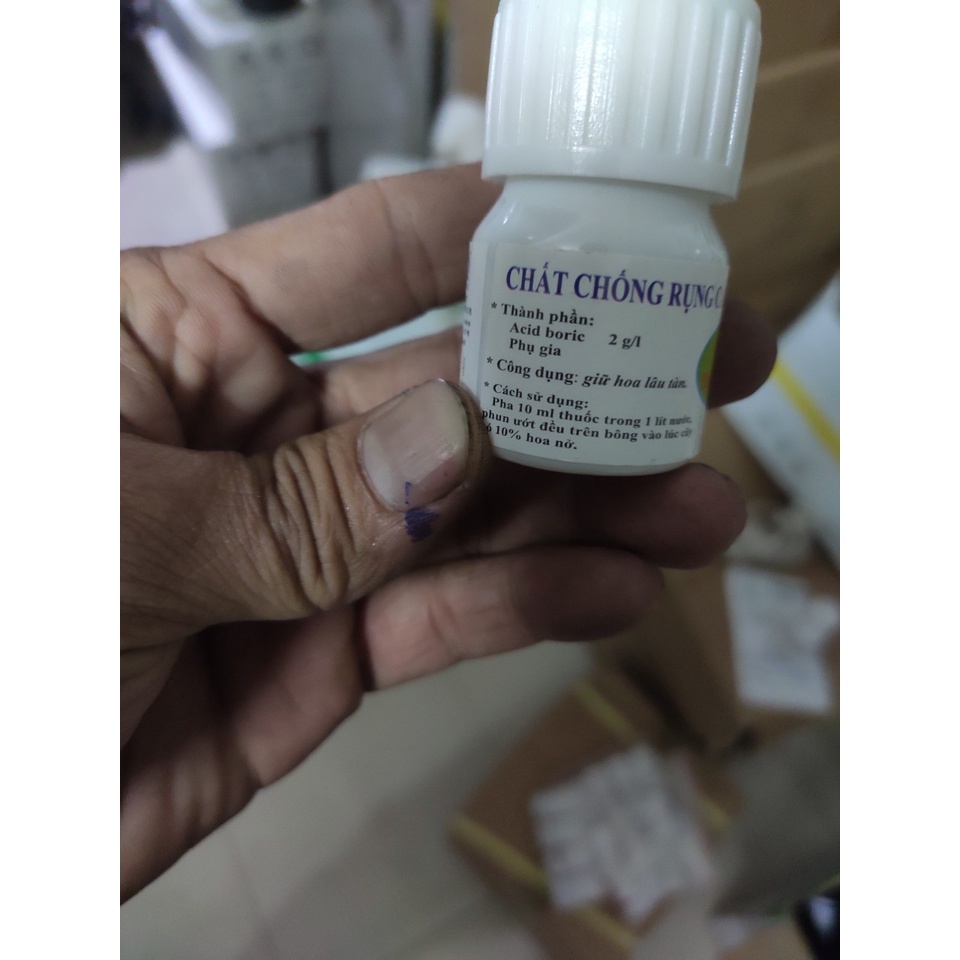 CHẤT CHỐNG RỤNG
* Thành phần:
Acid boric 2 g/l
Phụ gia
* Công dụng: giữ hoa lâu tàn.
* Cách sử dụng:
Pha 10 ml thuốc trong 1 lít nước,
phun ướt đều trên bông vào lúc cây
10% hoa nở.